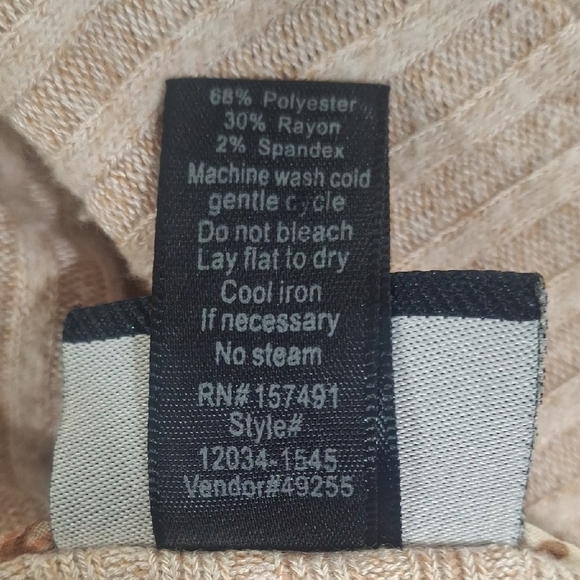 68% Polyester
30% Rayon
2% Spandex
Machine wash cold
gentle cycle
Do not bleach
Lay flat to dry
Cool iron
If necessary
No steam
RN# 157491
Style#
12034-1545
Vendor#49255